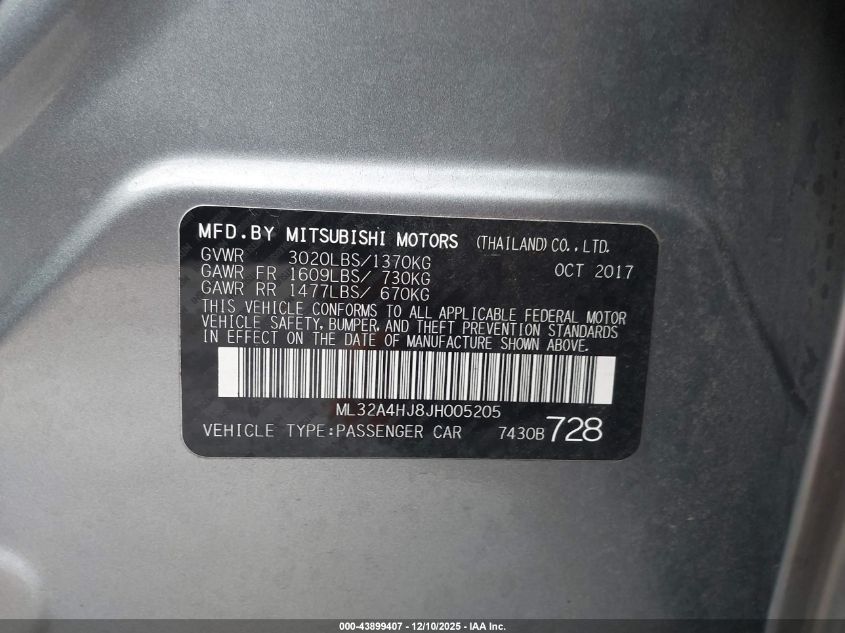 MFD.BY MITSUBISHI MOTORS (THAILAND)CO.,LTD.
GVWR 3020LBS/1370KG OCT 2017
GAWR FR 1609LBS/ 730KG
GAWR RR 1477LBS/ 670KG
THIS VEHICLE CONFORMS TO ALL APPLICABLE FEDERAL MOTOR
VEHICLE SAFETY, BUMPER, AND THEFT PREVENTION STANDARDS
IN EFFECT ON THE DATE OF MANUFACTURE SHOWN ABOVE.
ML32A4HJ8JH005205
VEHICLE TYPE:PASSENGER CAR 7430B 728
000-43899407 - 12/10/2025 - IAA Inc.